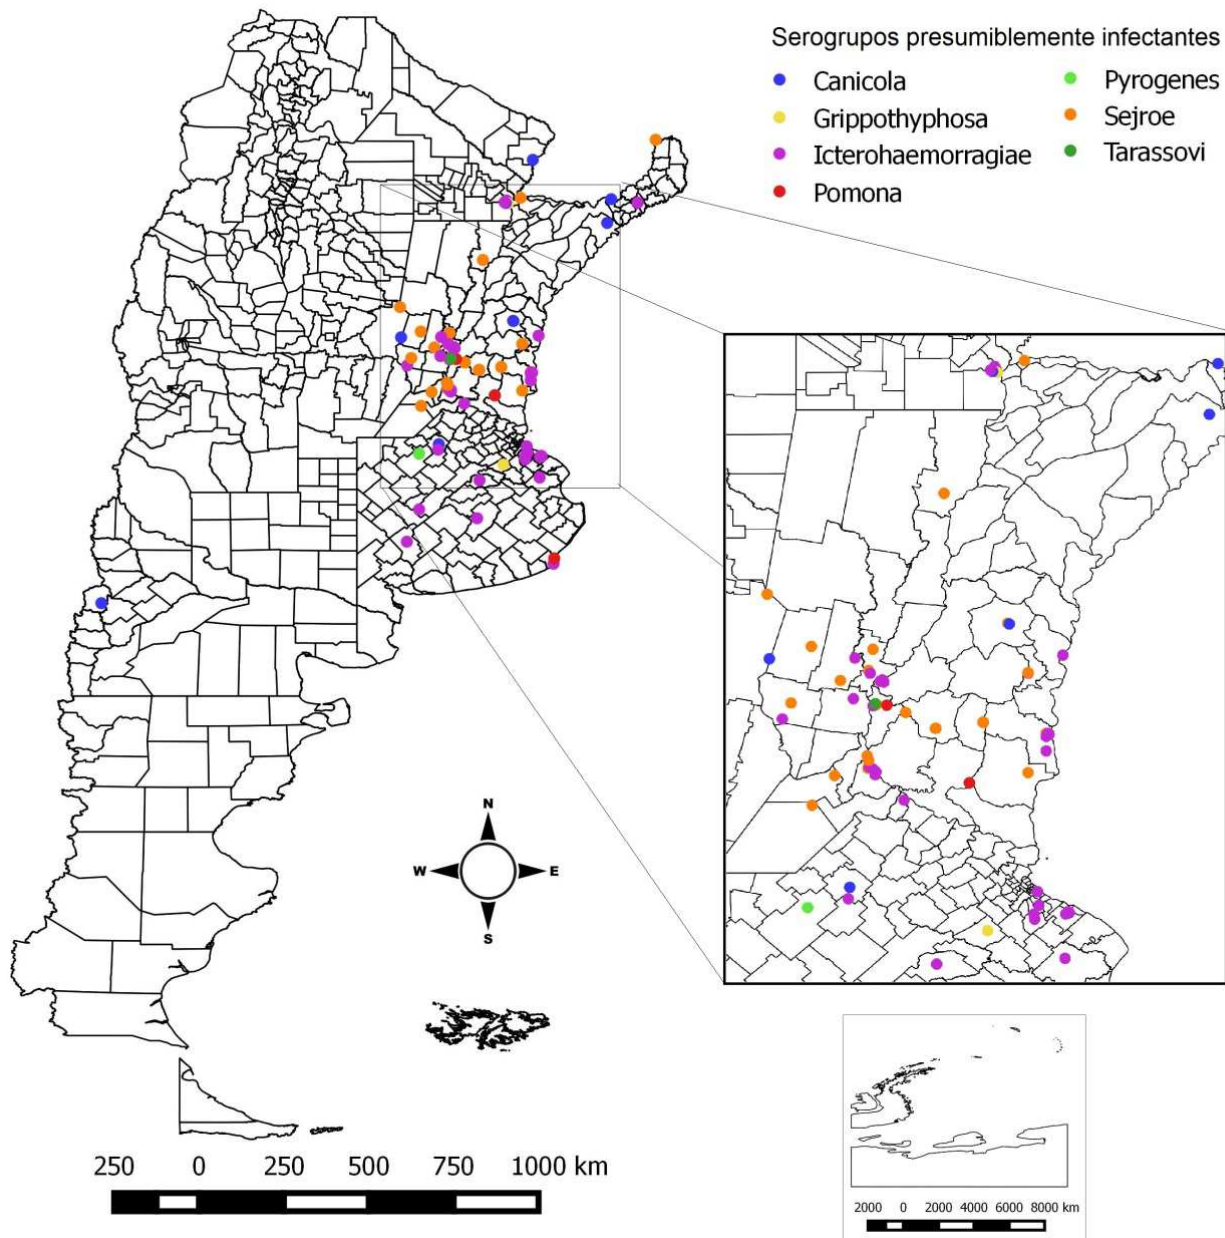 Serogrupos presumiblemente infectantes
Canicola
Pyrogenes
Grippothyphosa
Sejroe
Icterohaemorragiae
Tarassovi
Pomona
N
W
E
S
250 0 250 500 750 1000 km
2000 0 2000 4000 6000 8000 km